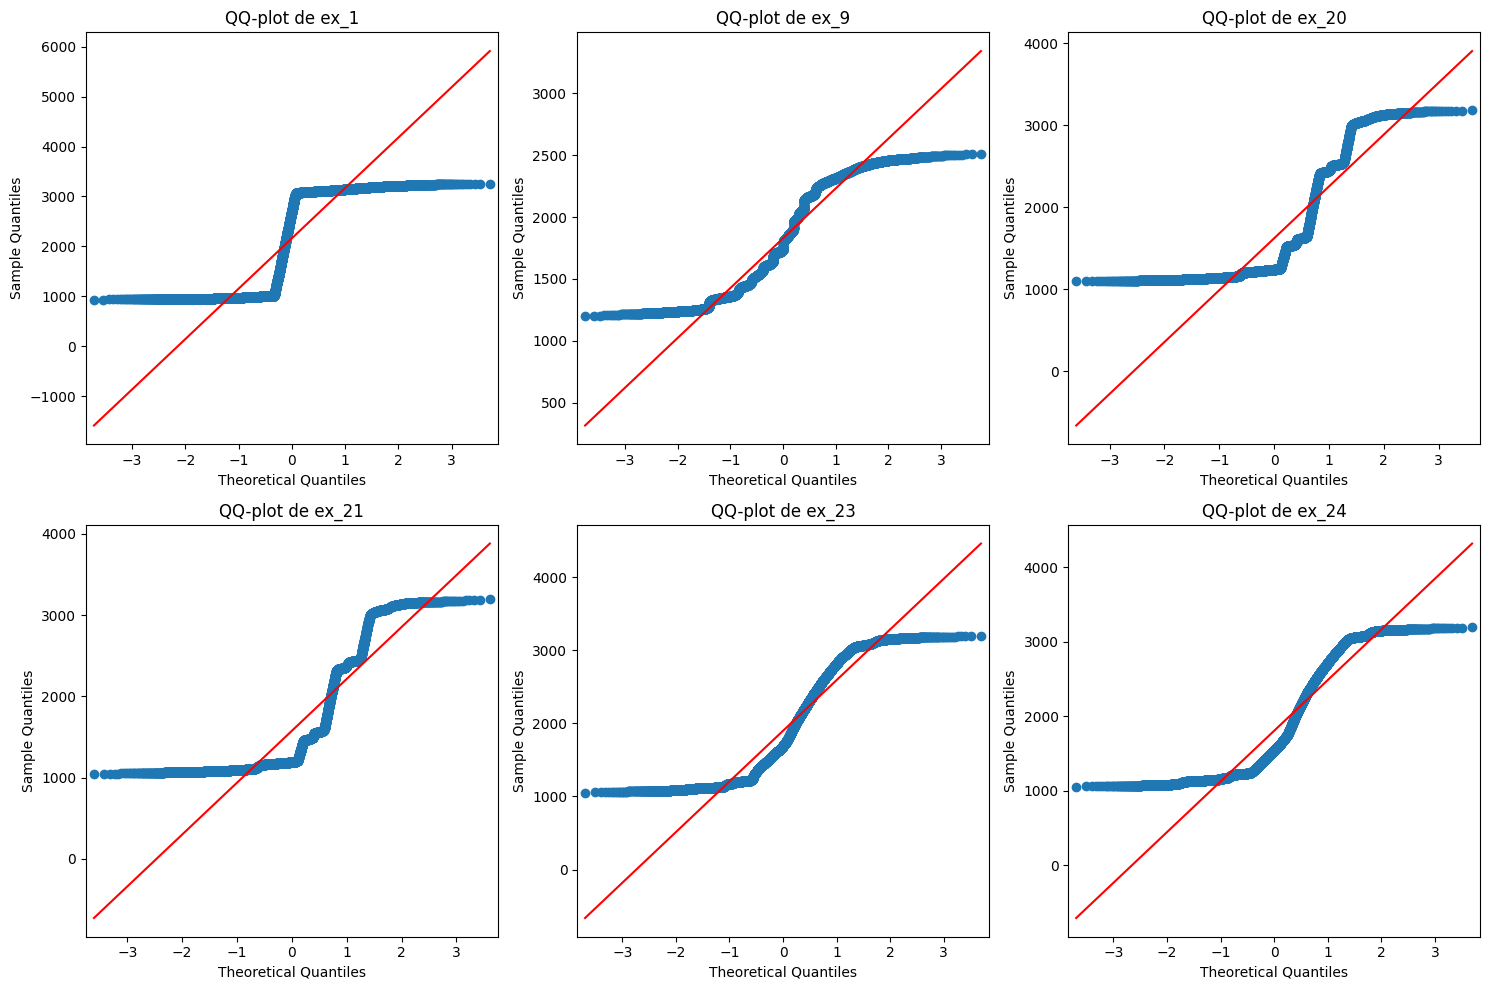 QQ-plot de ex_1
QQ-plot de ex_9
QQ-plot de ex_20
6000
5000
4000
3000
2000
1000
0
−1000
Sample Quantiles
−3 −2 −1 0 1 2 3
Theoretical Quantiles
3000
2500
2000
1500
1000
500
Sample Quantiles
−3 −2 −1 0 1 2 3
Theoretical Quantiles
4000
3000
2000
1000
0
Sample Quantiles
−3 −2 −1 0 1 2 3
Theoretical Quantiles
QQ-plot de ex_21
QQ-plot de ex_23
QQ-plot de ex_24
4000
3000
2000
1000
0
Sample Quantiles
−3 −2 −1 0 1 2 3
Theoretical Quantiles
4000
3000
2000
1000
0
Sample Quantiles
−3 −2 −1 0 1 2 3
Theoretical Quantiles
4000
3000
2000
1000
0
Sample Quantiles
−3 −2 −1 0 1 2 3
Theoretical Quantiles